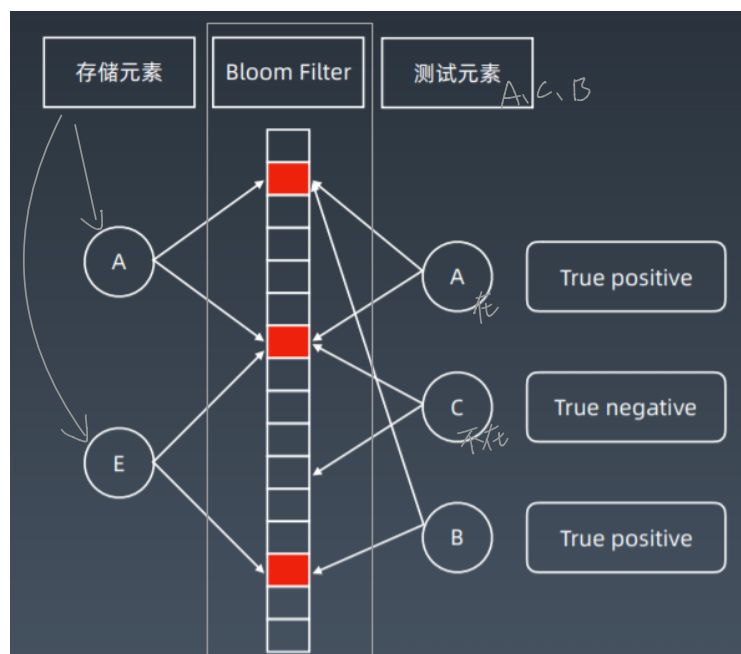 存储元素
Bloom Filter
测试元素
A、C、B
A
A
在
True positive
C
不在
True negative
E
B
True positive